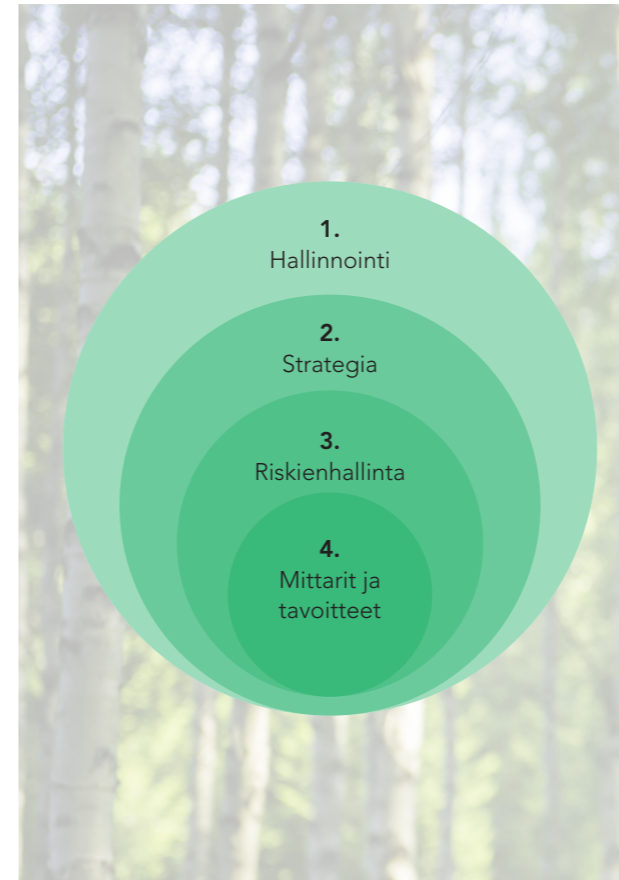 1.
Hallinnointi
2.
Strategia
3.
Riskienhallinta
4.
Mittarit ja
tavoitteet